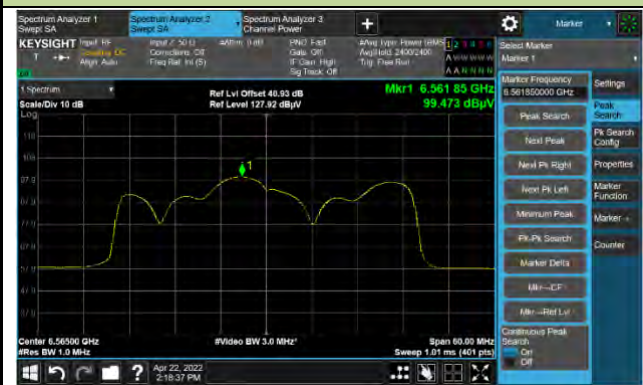 Spectrum Analyzer 1
Swept SA
Spectrum Analyzer 2
Swept SA
Spectrum Analyzer 3
Channel Power
Marker
KEYSIGHT
Input: RF
Coupling: DC
Align: Auto
Input Z: 50 Ω
Corrections: Off
Freq Ref: Int (S)
#Atten: 0 dB
PNO: Fast
Gate: Off
IF Gain: High
Sig Track: Off
#Avg Type: Power (RMS)
Avg|Hold: 2400/2400
Trig: Free Run
1 2 3 4 5 6
A W W W W W
A A N N N N
Select Marker
Marker 1
1 Spectrum
Scale/Div 10 dB
Log
Ref Lvl Offset 40.93 dB
Ref Level 127.92 dBµV
Mkr1 6.561 85 GHz
99.473 dBµV
1
Center 6.56500 GHz
#Res BW 1.0 MHz
#Video BW 3.0 MHz*
Span 60.00 MHz
Sweep 1.01 ms (401 pts)
Marker Frequency
6.561850000 GHz
Peak Search
Next Peak
Next Pk Right
Next Pk Left
Minimum Peak
Pk-Pk Search
Marker Delta
Mkr→CF
Mkr→Ref Lvl
Continuous Peak
Search
On
Off
Settings
Peak
Search
Pk Search
Config
Properties
Marker
Function
Marker→
Counter
Apr 22, 2022
2:18:37 PM